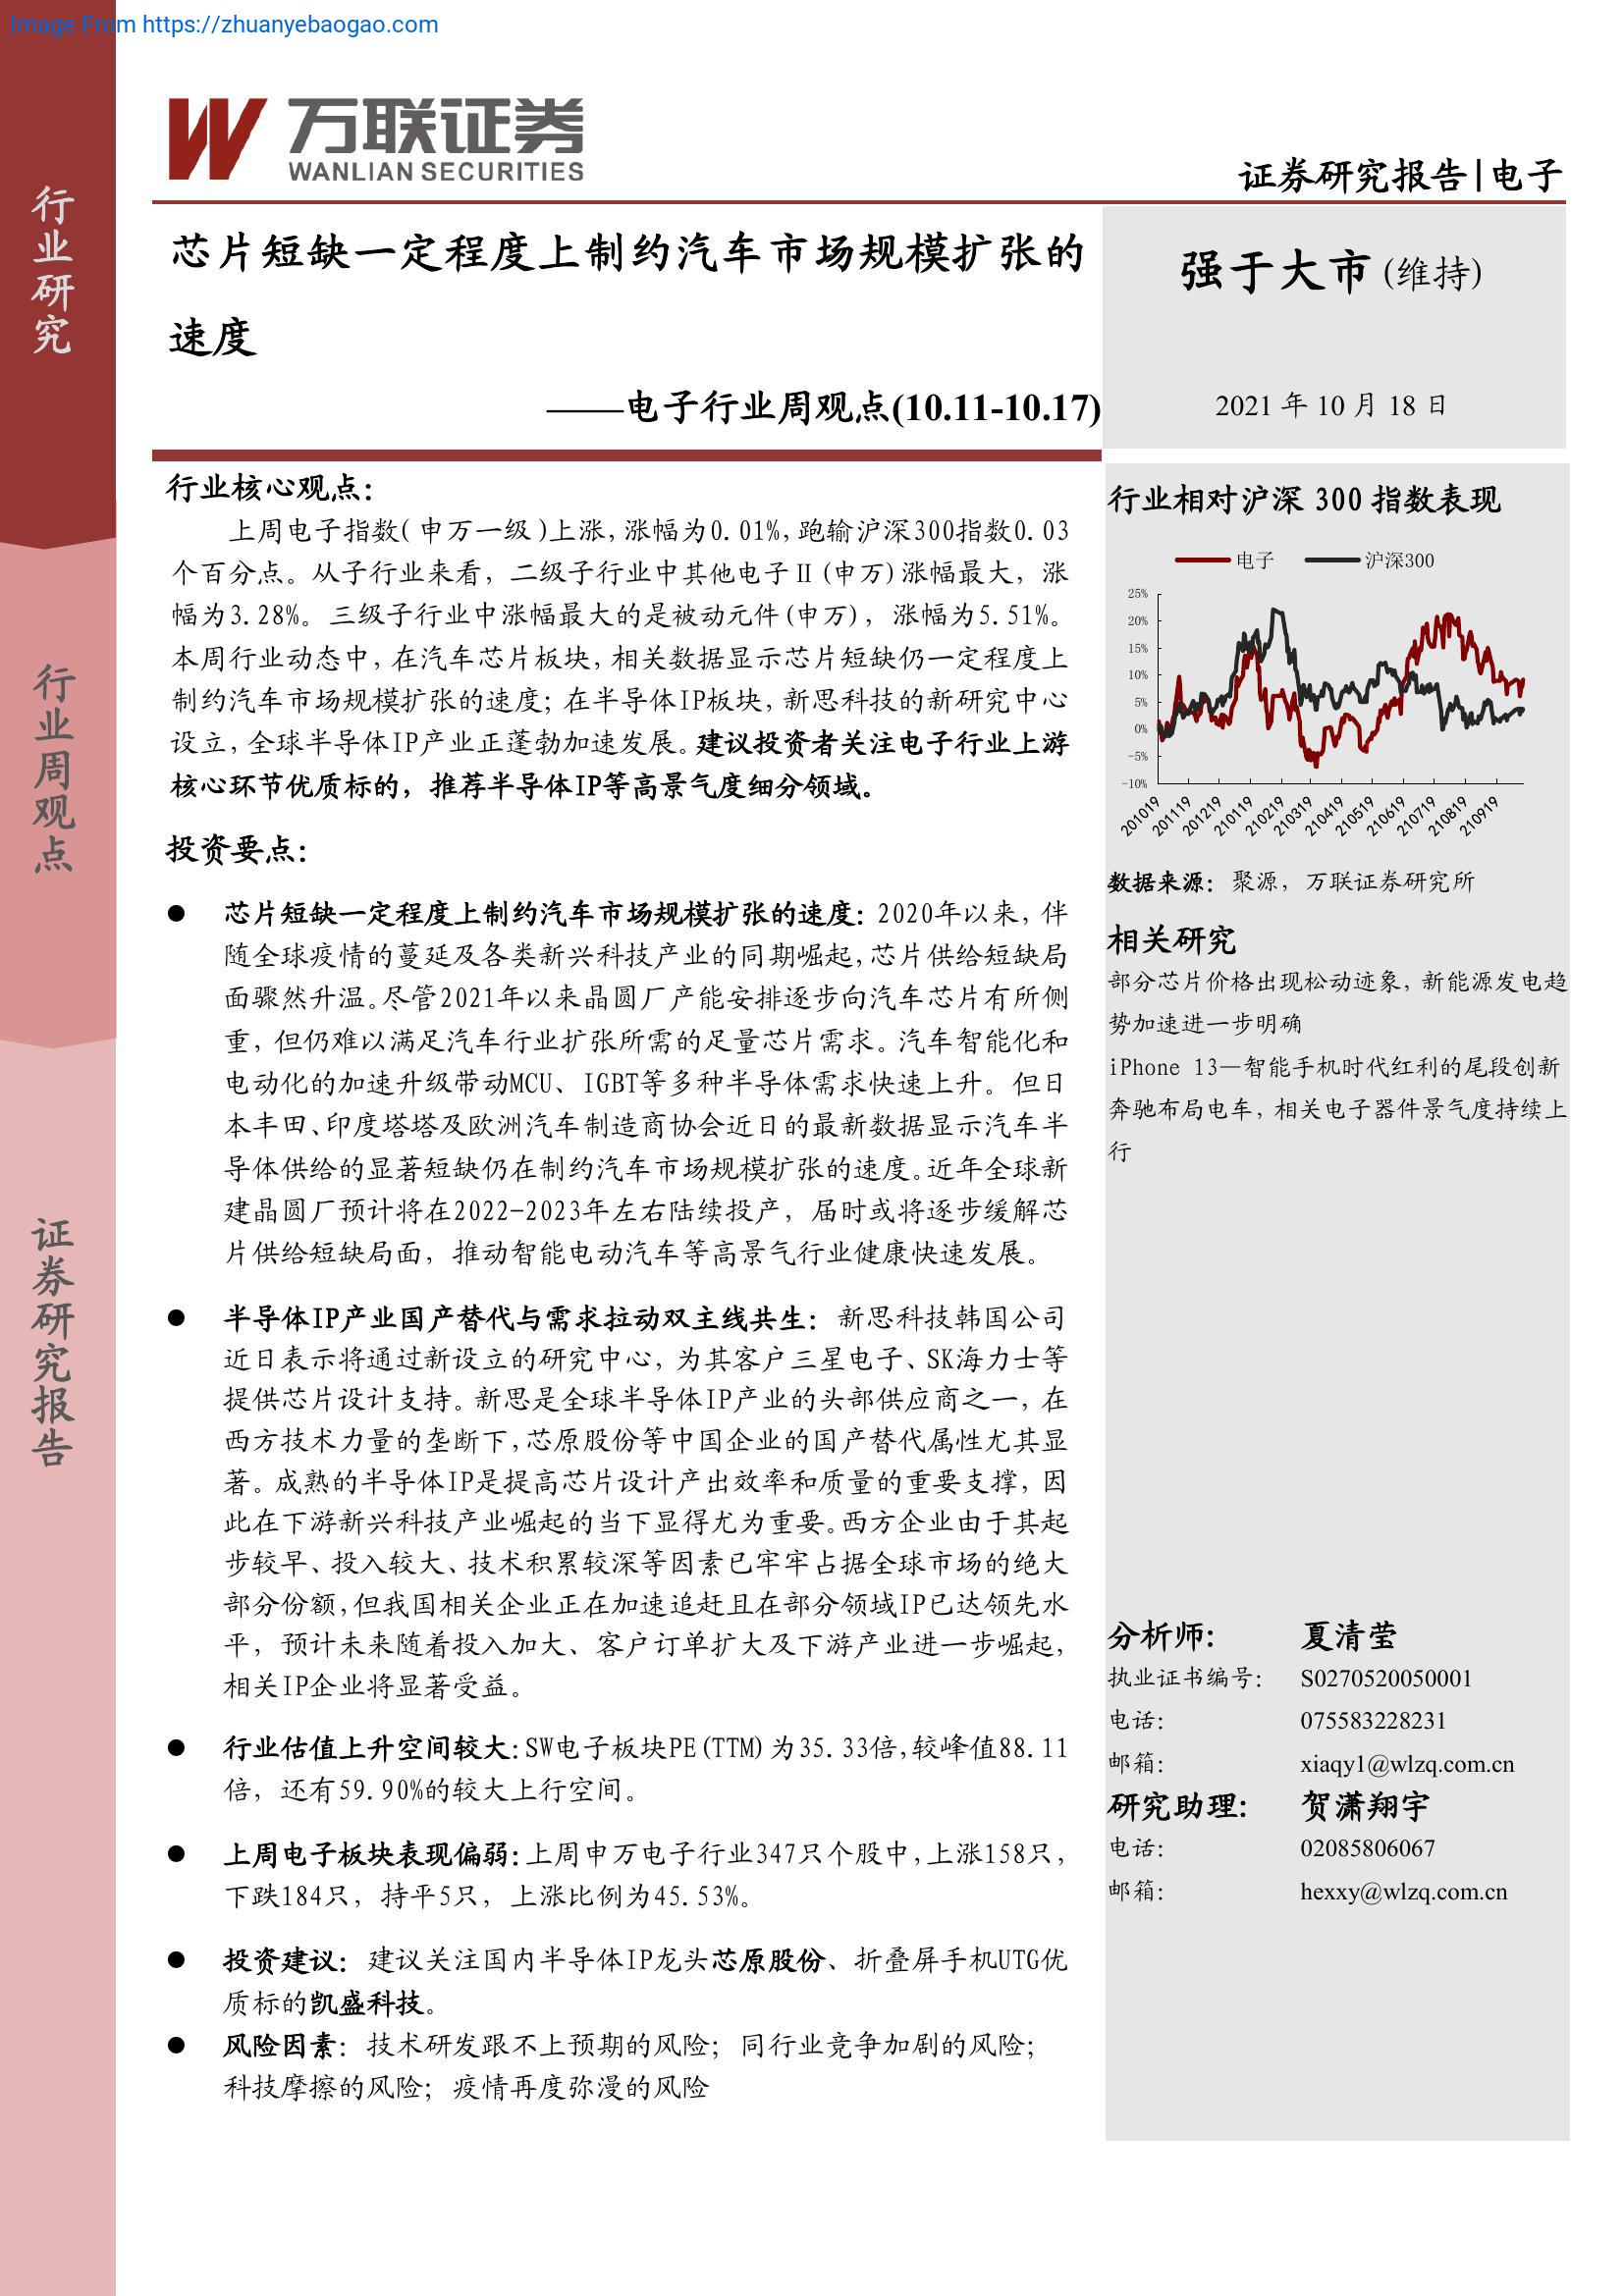 Image From https://zhuanyebaogao.com
万联证券
WANLIAN SECURITIES
证券研究报告|电子
行业研究
行业周观点
证券研究报告
芯片短缺一定程度上制约汽车市场规模扩张的
速度
——电子行业周观点(10.11-10.17)
强于大市(维持)
2021 年 10 月 18 日
行业核心观点：
上周电子指数(申万一级)上涨,涨幅为0.01%,跑输沪深300指数0.03
个百分点。从子行业来看，二级子行业中其他电子Ⅱ(申万)涨幅最大，涨
幅为3.28%。三级子行业中涨幅最大的是被动元件(申万)，涨幅为5.51%。
本周行业动态中,在汽车芯片板块,相关数据显示芯片短缺仍一定程度上
制约汽车市场规模扩张的速度；在半导体IP板块，新思科技的新研究中心
设立,全球半导体IP产业正蓬勃加速发展。建议投资者关注电子行业上游
核心环节优质标的，推荐半导体IP等高景气度细分领域。
投资要点：
● 芯片短缺一定程度上制约汽车市场规模扩张的速度：2020年以来，伴
随全球疫情的蔓延及各类新兴科技产业的同期崛起,芯片供给短缺局
面骤然升温。尽管2021年以来晶圆厂产能安排逐步向汽车芯片有所侧
重，但仍难以满足汽车行业扩张所需的足量芯片需求。汽车智能化和
电动化的加速升级带动MCU、IGBT等多种半导体需求快速上升。但日
本丰田、印度塔塔及欧洲汽车制造商协会近日的最新数据显示汽车半
导体供给的显著短缺仍在制约汽车市场规模扩张的速度。近年全球新
建晶圆厂预计将在2022-2023年左右陆续投产，届时或将逐步缓解芯
片供给短缺局面，推动智能电动汽车等高景气行业健康快速发展。
● 半导体IP产业国产替代与需求拉动双主线共生：新思科技韩国公司
近日表示将通过新设立的研究中心，为其客户三星电子、SK海力士等
提供芯片设计支持。新思是全球半导体IP产业的头部供应商之一，在
西方技术力量的垄断下,芯原股份等中国企业的国产替代属性尤其显
著。成熟的半导体IP是提高芯片设计产出效率和质量的重要支撑，因
此在下游新兴科技产业崛起的当下显得尤为重要。西方企业由于其起
步较早、投入较大、技术积累较深等因素已牢牢占据全球市场的绝大
部分份额,但我国相关企业正在加速追赶且在部分领域IP已达领先水
平，预计未来随着投入加大、客户订单扩大及下游产业进一步崛起，
相关IP企业将显著受益。
● 行业估值上升空间较大：SW电子板块PE(TTM)为35.33倍,较峰值88.11
倍，还有59.90%的较大上行空间。
● 上周电子板块表现偏弱：上周申万电子行业347只个股中,上涨158只，
下跌184只，持平5只，上涨比例为45.53%。
● 投资建议：建议关注国内半导体IP龙头芯原股份、折叠屏手机UTG优
质标的凯盛科技。
● 风险因素：技术研发跟不上预期的风险；同行业竞争加剧的风险；
科技摩擦的风险；疫情再度弥漫的风险
行业相对沪深 300 指数表现
电子 沪深300
25%
20%
15%
10%
5%
0%
-5%
-10%
201019 201119 201219 210119 210219 210319 210419 210519 210619 210719 210819 210919
数据来源：聚源，万联证券研究所
相关研究
部分芯片价格出现松动迹象，新能源发电趋
势加速进一步明确
iPhone 13—智能手机时代红利的尾段创新
奔驰布局电车，相关电子器件景气度持续上
行
分析师: 夏清莹
执业证书编号: S0270520050001
电话: 075583228231
邮箱: xiaqy1@wlzq.com.cn
研究助理: 贺潇翔宇
电话: 02085806067
邮箱: hexxy@wlzq.com.cn